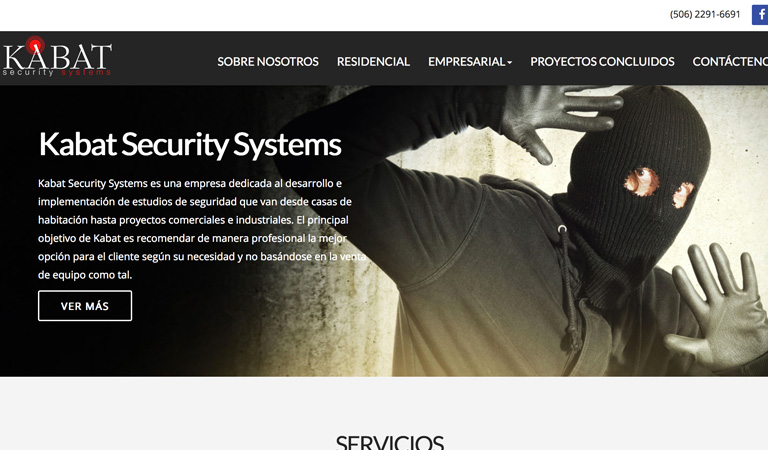 (506) 2291-6691
KABAT
security systems
SOBRE NOSOTROS RESIDENCIAL EMPRESARIAL PROYECTOS CONCLUIDOS CONTÁCTENO
Kabat Security Systems
Kabat Security Systems es una empresa dedicada al desarrollo e
implementación de estudios de seguridad que van desde casas de
habitación hasta proyectos comerciales e industriales. El principal
objetivo de Kabat es recomendar de manera profesional la mejor
opción para el cliente según su necesidad y no basándose en la venta
de equipo como tal.
VER MÁS
SERVICIOS